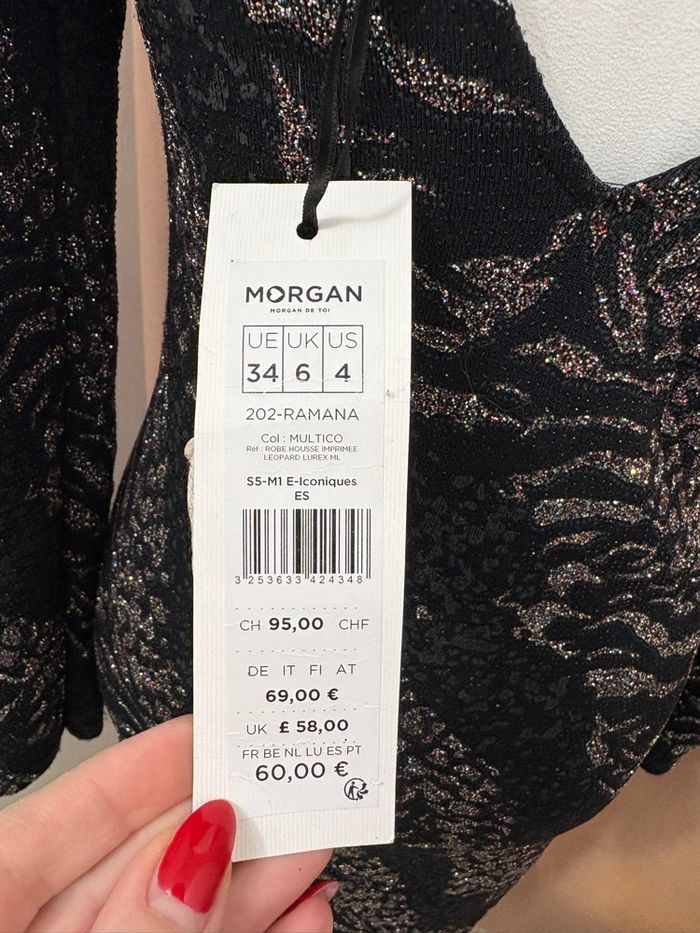 MORGAN
MORGAN DE TOI
UE UK US
34 6 4
202-RAMANA
Col : MULTICO
Réf : ROBE HOUSSE IMPRIMEE
LEOPARD LUREX ML
S5-M1 E-Iconiques
ES
3 253633 424348
CH 95,00 CHF
DE IT FI AT
69,00 €
UK £ 58,00
FR BE NL LU ES PT
60,00 €